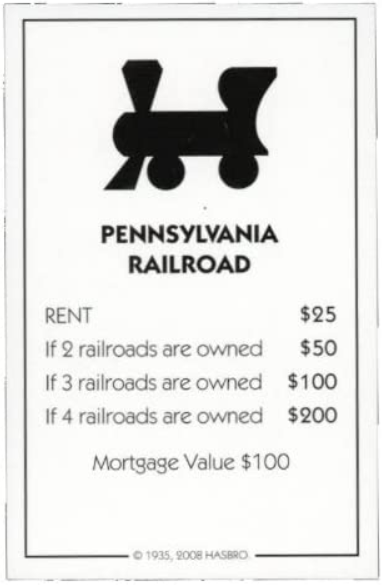 PENNSYLVANIA
RAILROAD
RENT $25
If 2 railroads are owned $50
If 3 railroads are owned $100
If 4 railroads are owned $200
Mortgage Value $100
© 1935, 2008 HASBRO.